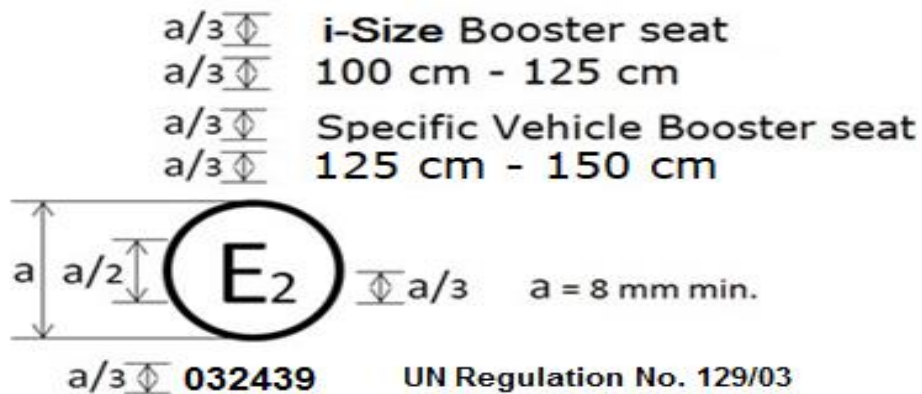 a/3 i-Size Booster seat
a/3 100 cm - 125 cm
a/3 Specific Vehicle Booster seat
a/3 125 cm - 150 cm
a a/2 E2 a/3 a = 8 mm min.
a/3 032439 UN Regulation No. 129/03